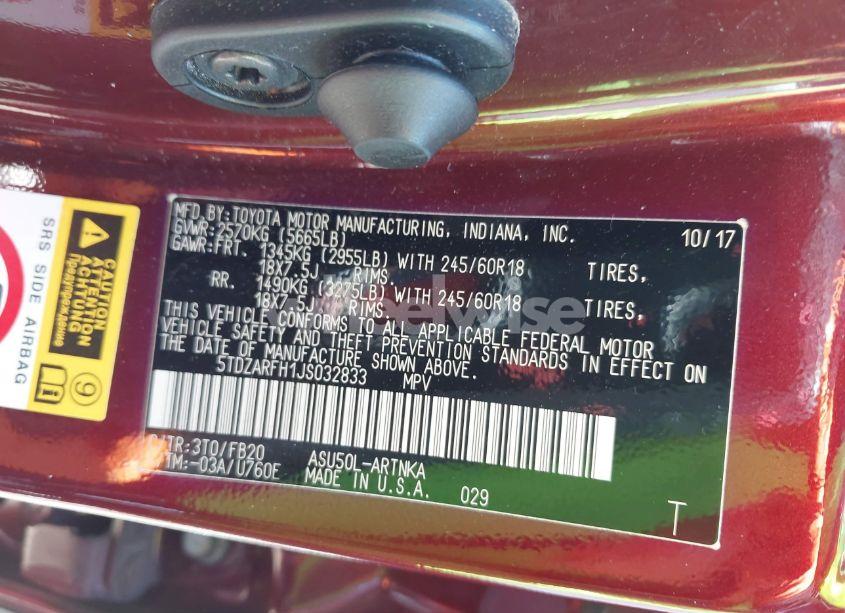 MFD.BY:TOYOTA MOTOR MANUFACTURING, INDIANA, INC. 10/17
GVWR:2570KG (5665LB)
GAWR:FRT. 1345KG (2955LB) WITH 245/60R18 TIRES,
18X7.5J RIMS.
RR. 1490KG (3275LB) WITH 245/60R18 TIRES,
18X7.5J RIMS.
THIS VEHICLE CONFORMS TO ALL APPLICABLE FEDERAL MOTOR
VEHICLE SAFETY AND THEFT PREVENTION STANDARDS IN EFFECT ON
THE DATE OF MANUFACTURE SHOWN ABOVE.
5TDZARFH1JS032833 MPV
C/TR:3T0/FB20 ASU50L-ARTNKA
/TM:-03A/U760E MADE IN U.S.A. 029
T
SRS SIDE AIRBAG
CAUTION
ATTENTION
ACHTUNG
Предупреждение
9